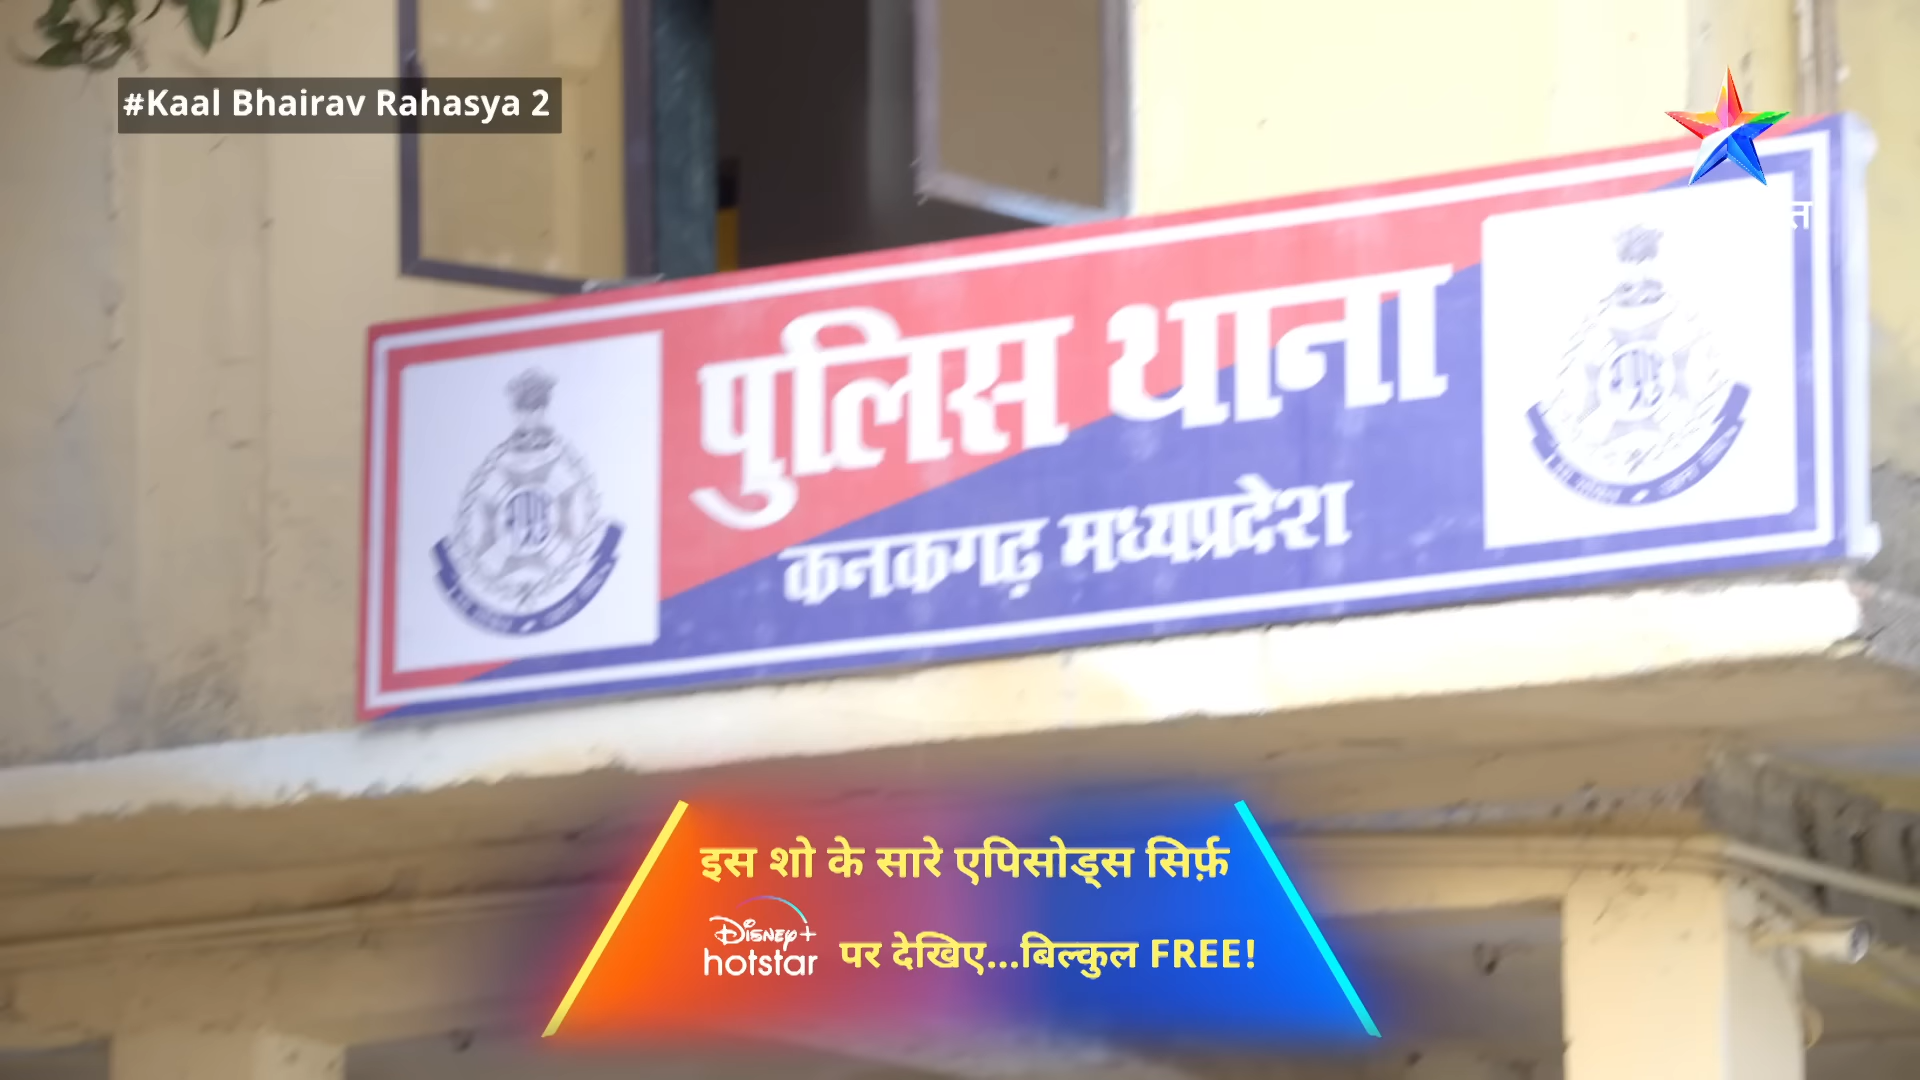 #Kaal Bhairav Rahasya 2
त
पुलिस थाना
कनकगढ़ मध्यप्रदेश
इस शो के सारे एपिसोड्स सिर्फ़
Disney+
hotstar पर देखिए...बिल्कुल FREE!